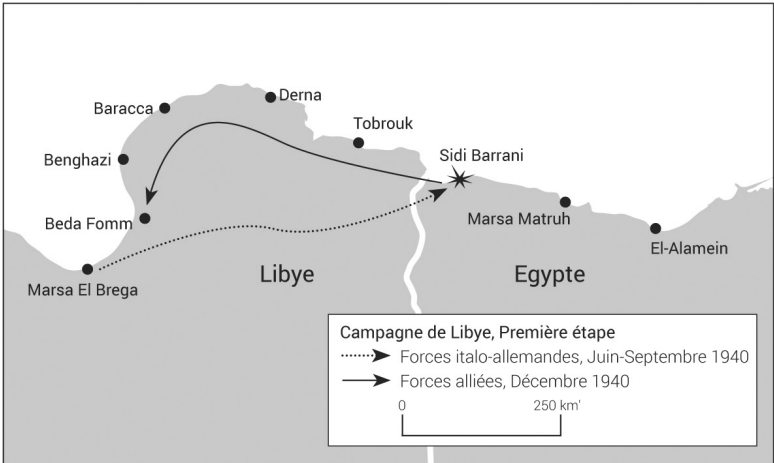 Derna
Baracca
Tobrouk
Sidi Barrani
Benghazi
Marsa Matruh
Beda Fomm
El-Alamein
Marsa El Brega
Libye
Egypte
Campagne de Libye, Première étape
Forces italo-allemandes, Juin-Septembre 1940
Forces alliées, Décembre 1940
0 250 km'